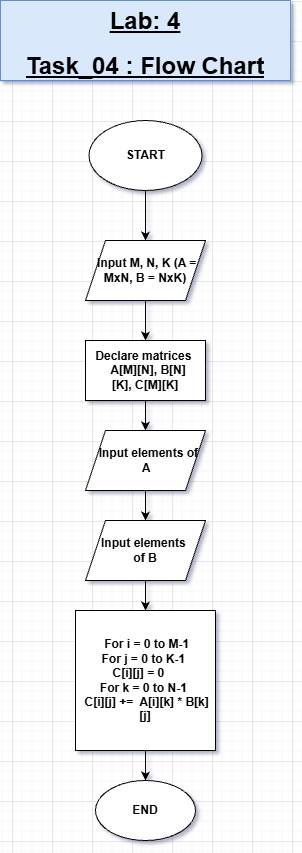 Lab: 4
Task_04 : Flow Chart
START
Input M, N, K (A =
MxN, B = NxK)
Declare matrices
A[M][N], B[N]
[K], C[M][K]
Input elements of
A
Input elements
of B
For i = 0 to M-1
For j = 0 to K-1
C[i][j] = 0
For k = 0 to N-1
C[i][j] += A[i][k] * B[k]
[j]
END